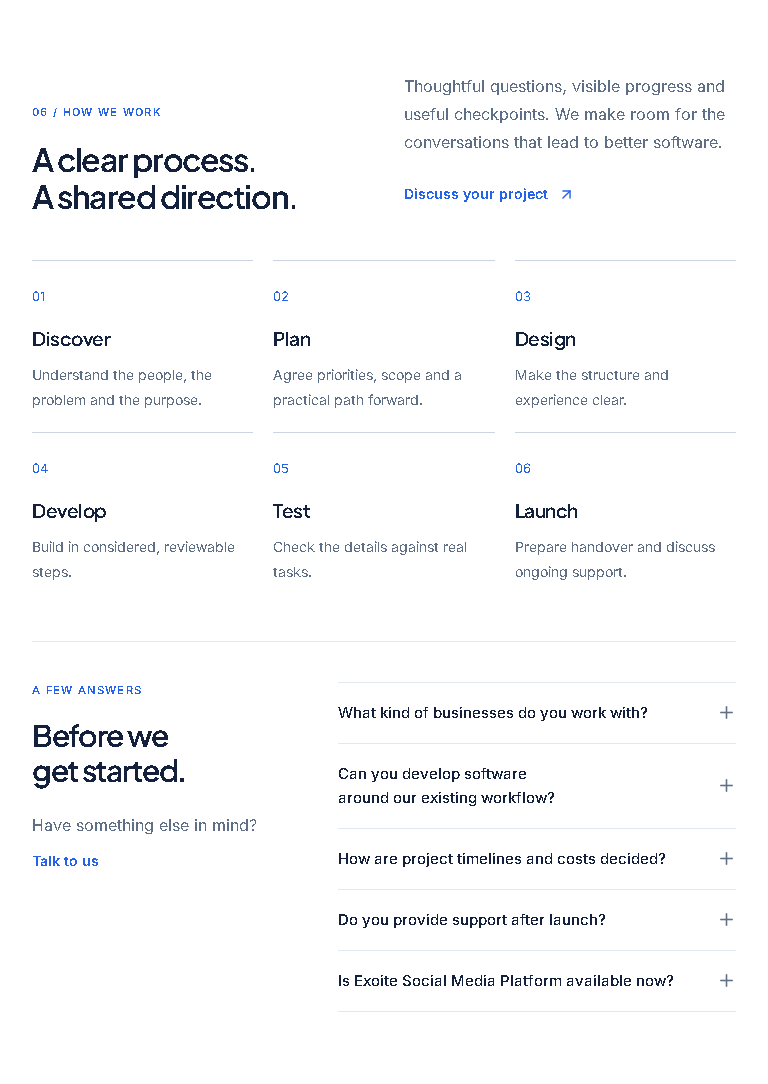 06 / HOW WE WORK
A clear process.
A shared direction.
Thoughtful questions, visible progress and
useful checkpoints. We make room for the
conversations that lead to better software.
Discuss your project
01
Discover
Understand the people, the
problem and the purpose.
02
Plan
Agree priorities, scope and a
practical path forward.
03
Design
Make the structure and
experience clear.
04
Develop
Build in considered, reviewable
steps.
05
Test
Check the details against real
tasks.
06
Launch
Prepare handover and discuss
ongoing support.
A FEW ANSWERS
Before we
get started.
Have something else in mind?
Talk to us
What kind of businesses do you work with?
Can you develop software
around our existing workflow?
How are project timelines and costs decided?
Do you provide support after launch?
Is Exoite Social Media Platform available now?